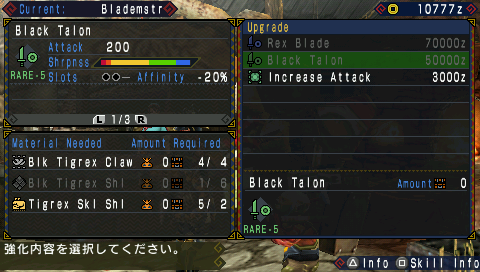 Current: Blademstr
10777z
Black Talon
Attack 200
Shrpnss
RARE-5 Slots ○○— Affinity -20%
L 1/3 R
Upgrade
Rex Blade 70000z
Black Talon 50000z
Increase Attack 3000z
Material Needed Amount Required
Blk Tigrex Claw 0 4/ 4
Blk Tigrex Shl 0 1/ 6
Tigrex Skl Shl 0 5/ 2
Black Talon Amount 0
RARE-5
強化内容を選択してください。
△ Info □ Skill Info